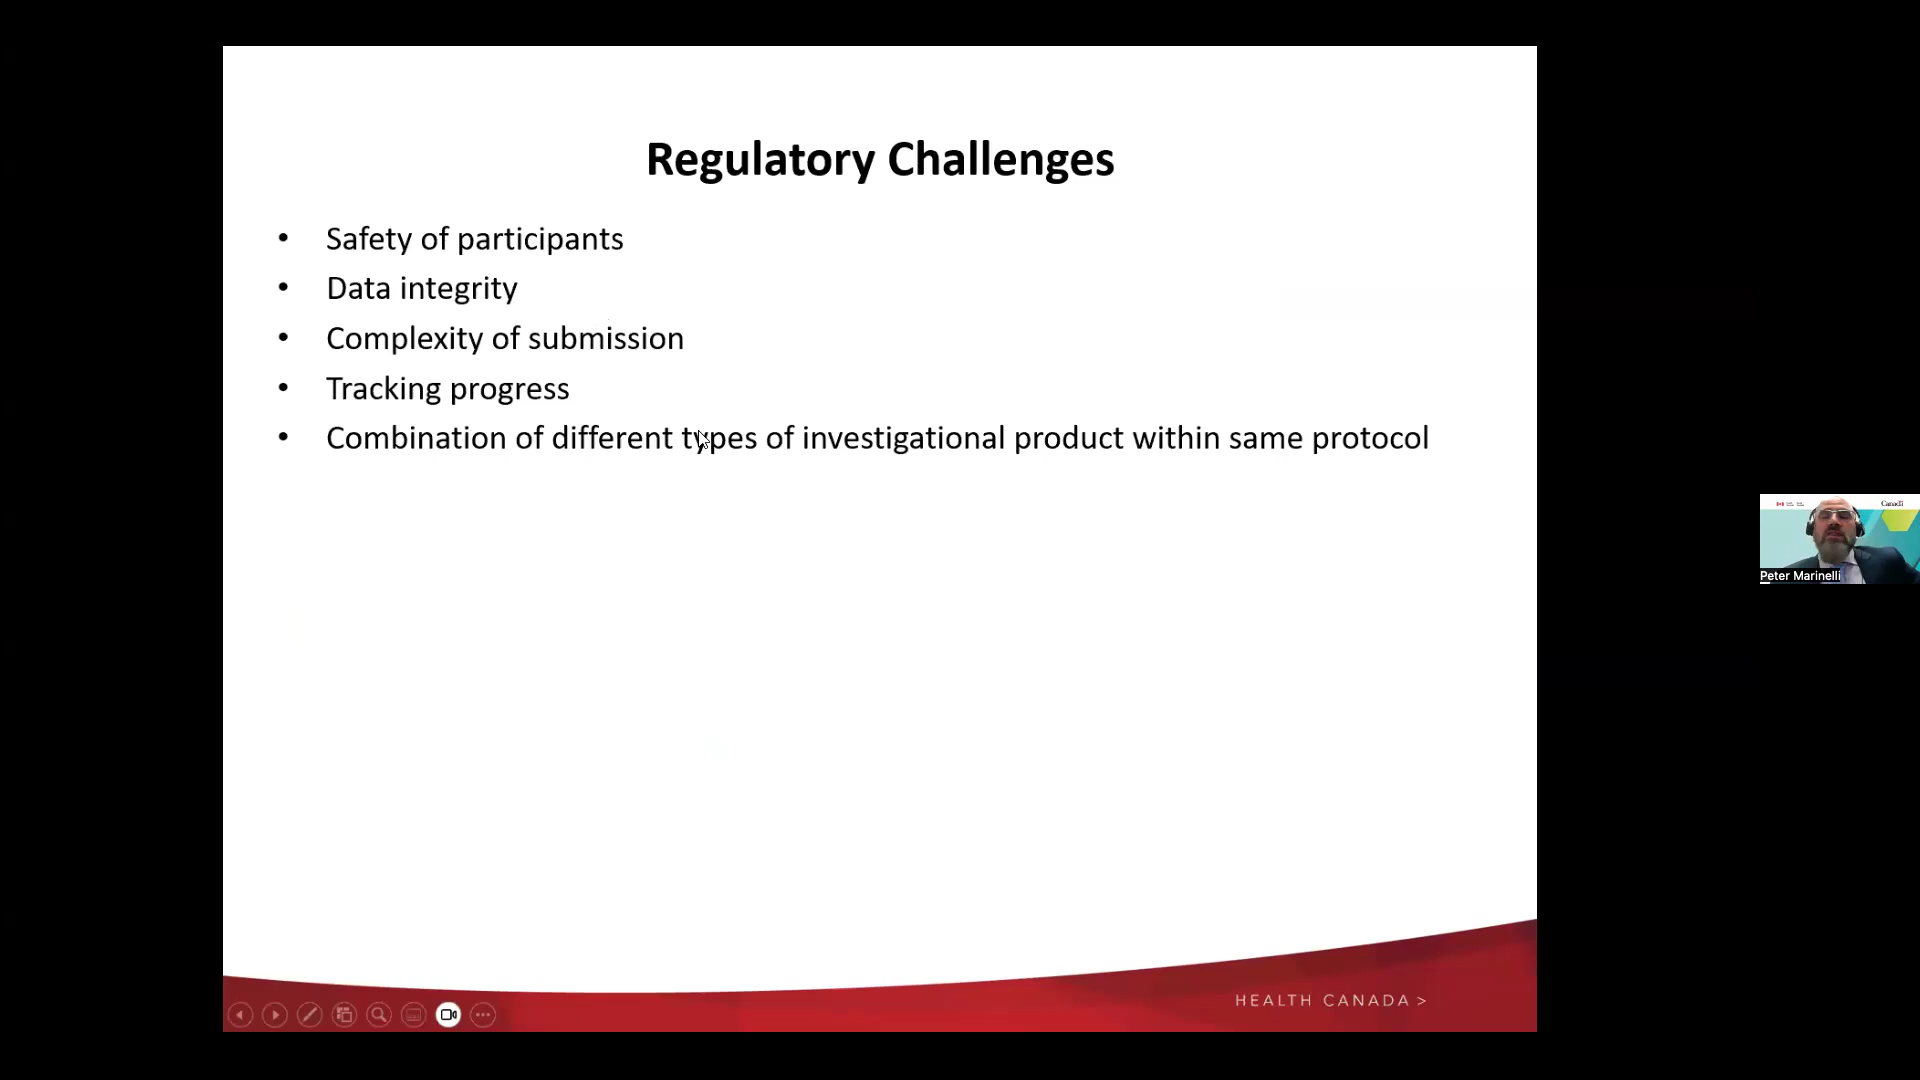 Regulatory Challenges
• Safety of participants
• Data integrity
• Complexity of submission
• Tracking progress
• Combination of different types of investigational product within same protocol
Canada
Peter Marinelli
HEALTH CANADA >